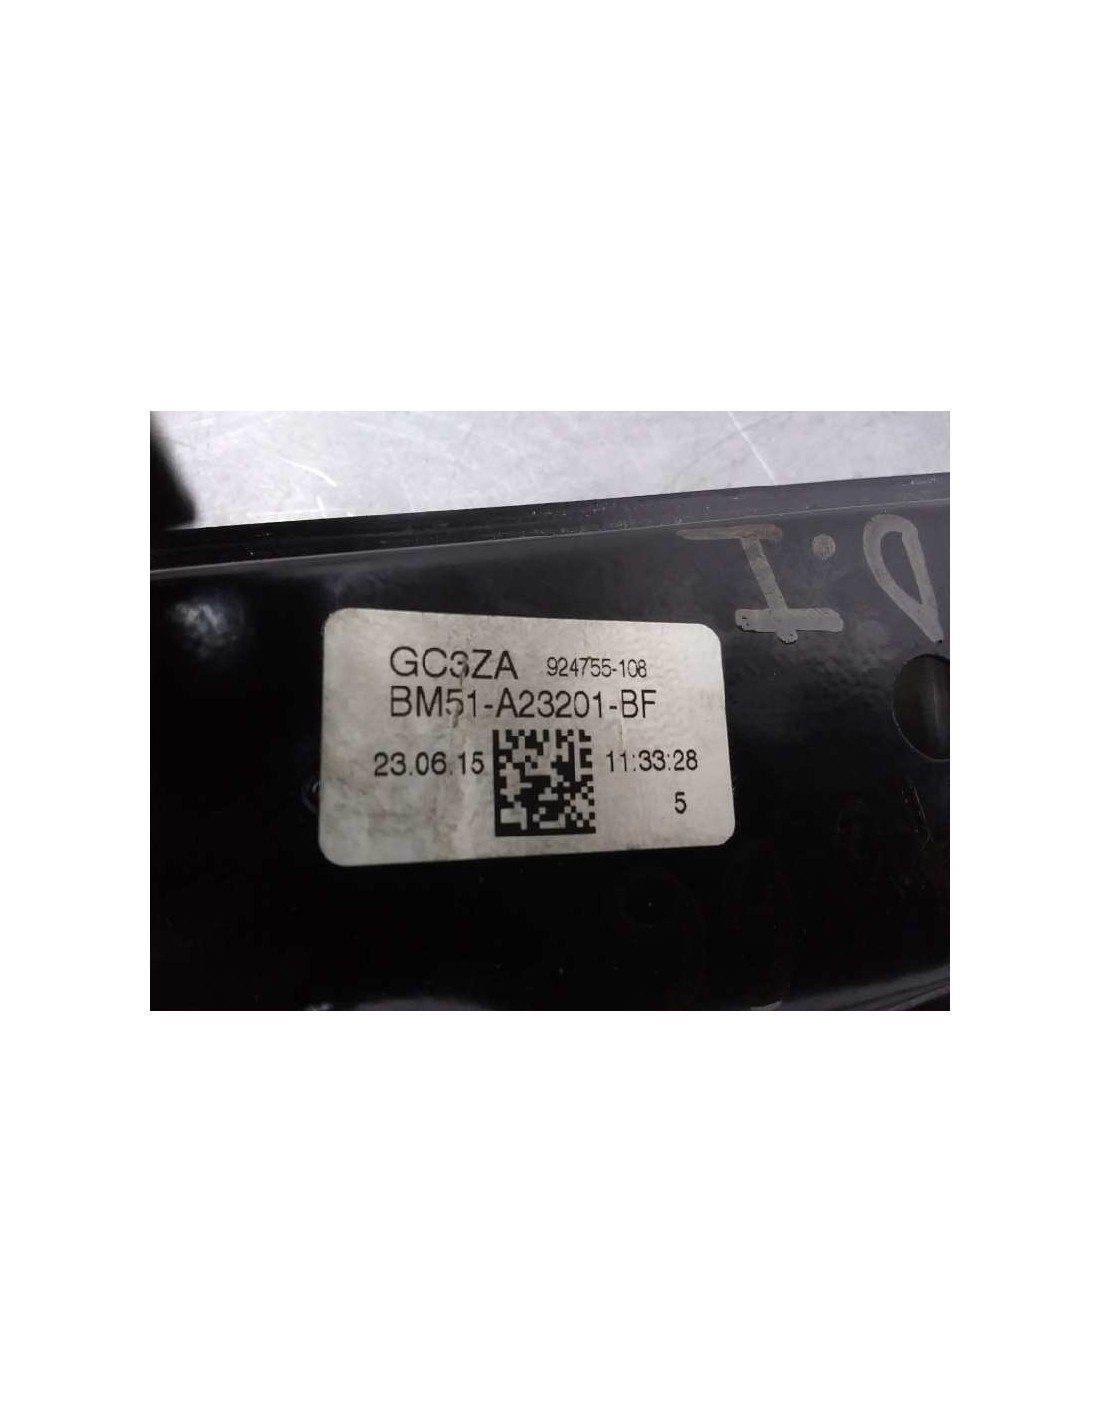 I.D
GC3ZA 924755-108
BM51-A23201-BF
23.06.15 11:33:28
5